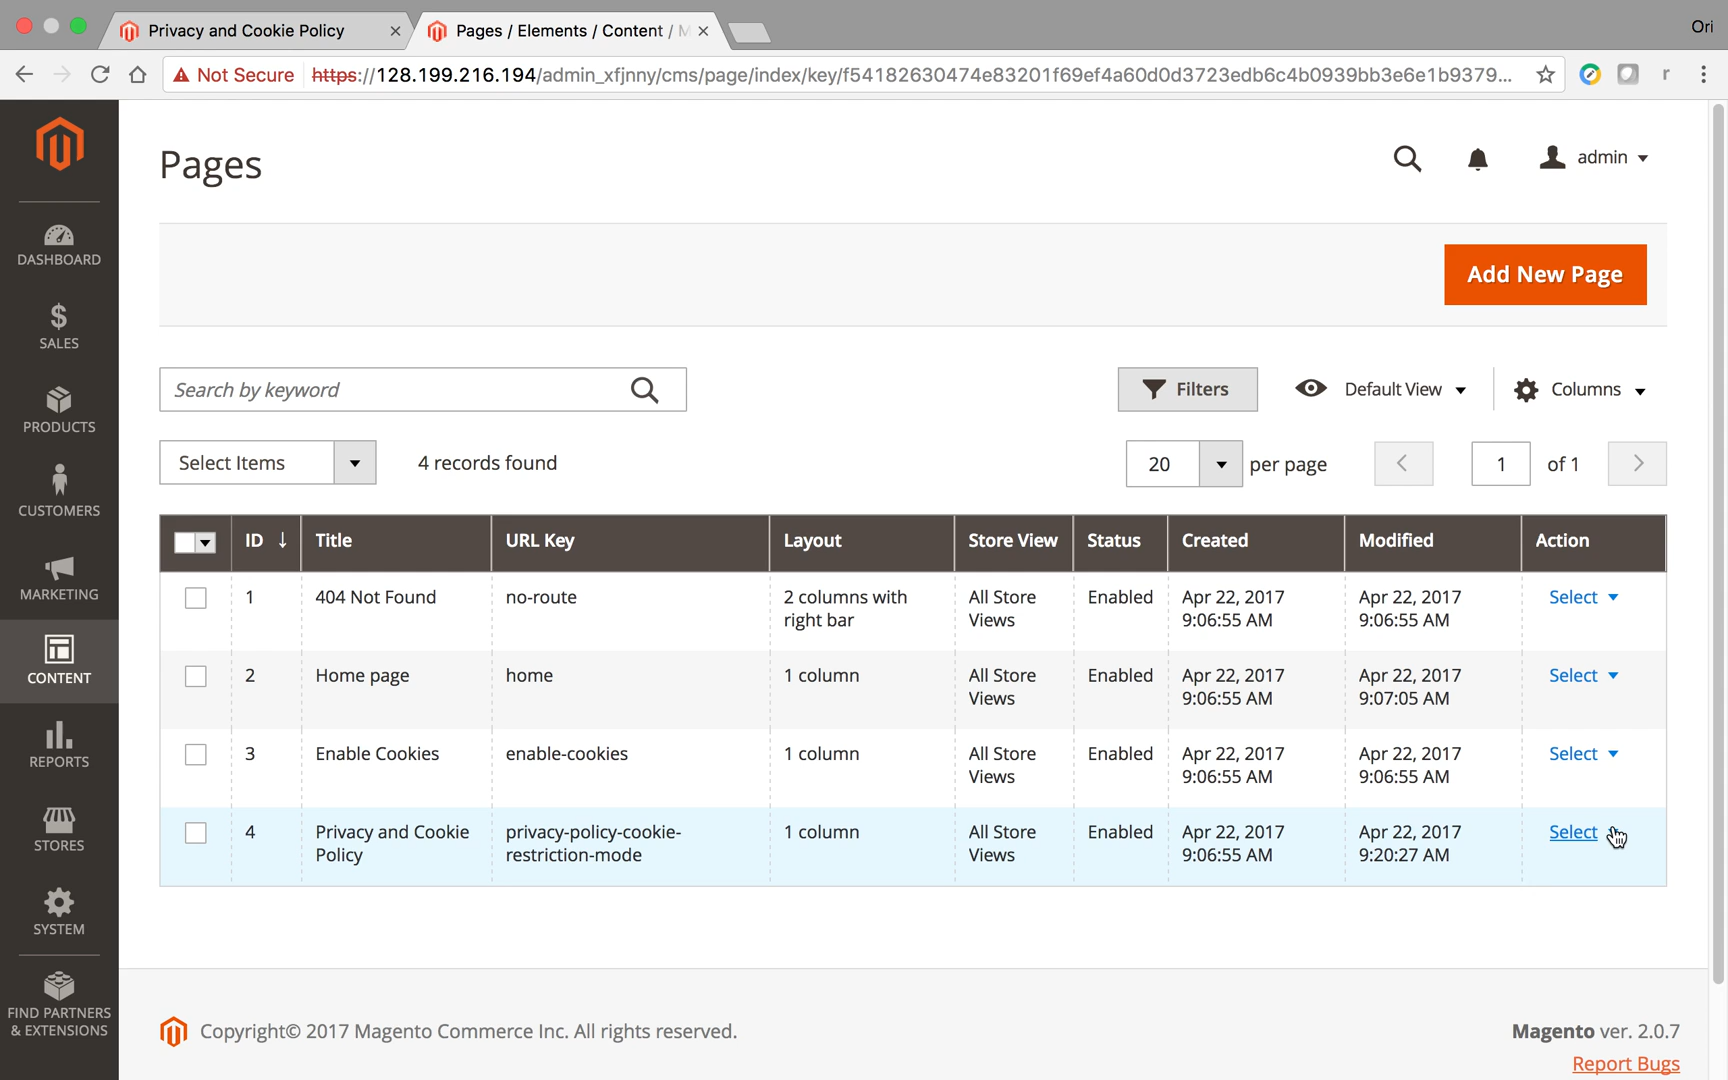 Privacy and Cookie Policy
Pages / Elements / Content / M
Ori
Not Secure https://128.199.216.194/admin_xfjnny/cms/page/index/key/f54182630474e83201f69ef4a60d0d3723edb6c4b0939bb3e6e1b9379... r
Pages
admin
Add New Page
DASHBOARD
SALES
PRODUCTS
CUSTOMERS
MARKETING
CONTENT
REPORTS
STORES
SYSTEM
FIND PARTNERS
& EXTENSIONS
Search by keyword
Filters Default View Columns
Select Items 4 records found 20 per page 1 of 1
ID ↓ Title URL Key Layout Store View Status Created Modified Action
1 404 Not Found no-route 2 columns with All Store Enabled Apr 22, 2017 Apr 22, 2017 Select
right bar Views 9:06:55 AM 9:06:55 AM
2 Home page home 1 column All Store Enabled Apr 22, 2017 Apr 22, 2017 Select
Views 9:06:55 AM 9:07:05 AM
3 Enable Cookies enable-cookies 1 column All Store Enabled Apr 22, 2017 Apr 22, 2017 Select
Views 9:06:55 AM 9:06:55 AM
4 Privacy and Cookie privacy-policy-cookie- 1 column All Store Enabled Apr 22, 2017 Apr 22, 2017 Select
Policy restriction-mode Views 9:06:55 AM 9:20:27 AM
Copyright© 2017 Magento Commerce Inc. All rights reserved.
Magento ver. 2.0.7
Report Bugs